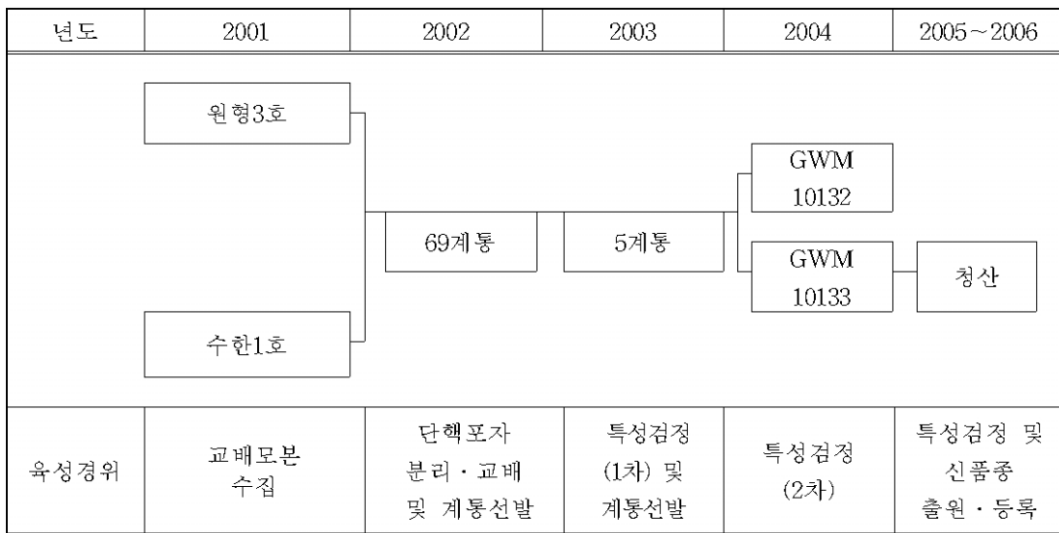 년도 2001 2002 2003 2004 2005~2006
원형3호
GWM
10132
69계통 5계통
GWM
10133
청산
수한1호
육성경위
교배모본
수집
단핵포자
분리·교배
및 계통선발
특성검정
(1차) 및
계통선발
특성검정
(2차)
특성검정 및
신품종
출원·등록